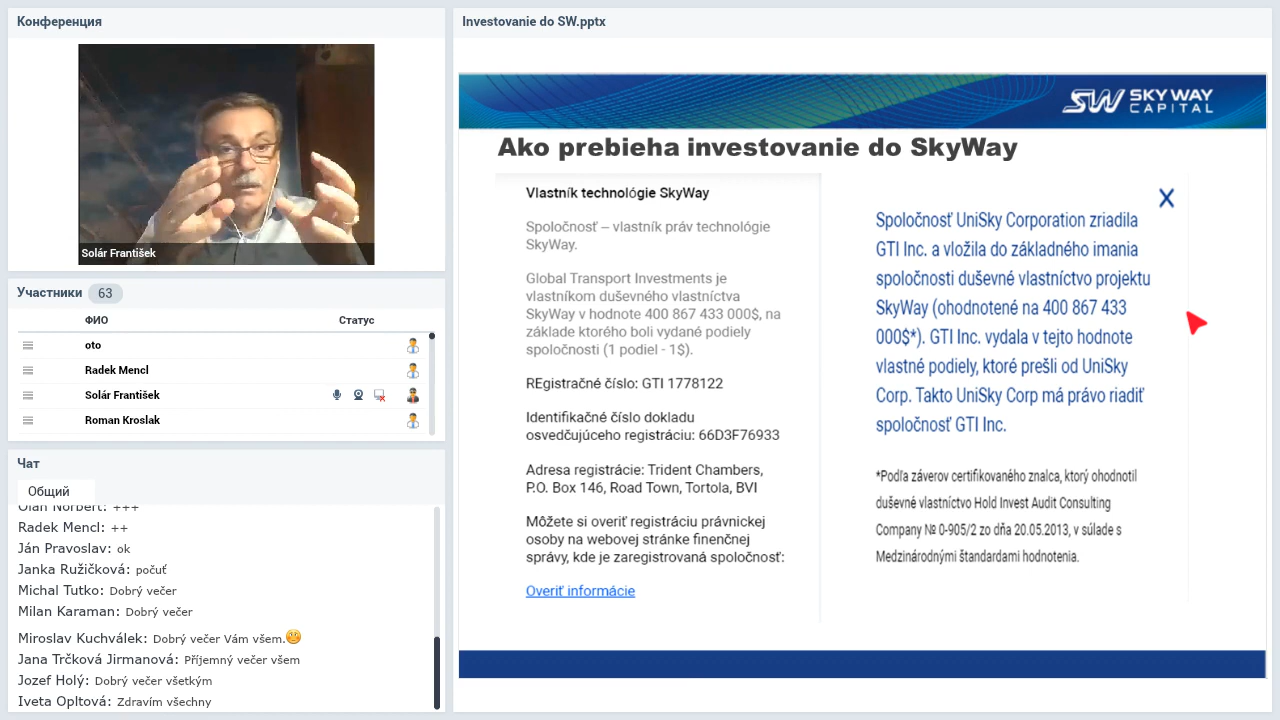 Конференция
Solár František
Участники 63
ФИО Статус
oto
Radek Mencl
Solár František
Roman Kroslak
Чат
Общий
Olah Norbert: +++
Radek Mencl: ++
Ján Pravoslav: ok
Janka Ružičková: počuť
Michal Tutko: Dobrý večer
Milan Karaman: Dobrý večer
Miroslav Kuchválek: Dobrý večer Vám všem.
Jana Trčková Jirmanová: Příjemný večer všem
Jozef Holý: Dobrý večer všetkým
Iveta Opltová: Zdravím všechny
Investovanie do SW.pptx
SW SKY WAY
CAPITAL
Ako prebieha investovanie do SkyWay
Vlastník technológie SkyWay
Spoločnosť – vlastník práv technológie
SkyWay.
Global Transport Investments je
vlastníkom duševného vlastníctva
SkyWay v hodnote 400 867 433 000$, na
základe ktorého boli vydané podiely
spoločnosti (1 podiel - 1$).
REgistračné číslo: GTI 1778122
Identifikačné číslo dokladu
osvedčujúceho registráciu: 66D3F76933
Adresa registrácie: Trident Chambers,
P.O. Box 146, Road Town, Tortola, BVI
Môžete si overiť registráciu právnickej
osoby na webovej stránke finenčnej
správy, kde je zaregistrovaná spoločnosť:
Overiť informácie
X
Spoločnosť UniSky Corporation zriadila
GTI Inc. a vložila do základného imania
spoločnosti duševné vlastníctvo projektu
SkyWay (ohodnotené na 400 867 433
000$*). GTI Inc. vydala v tejto hodnote
vlastné podiely, ktoré prešli od UniSky
Corp. Takto UniSky Corp má právo riadiť
spoločnosť GTI Inc.
*Podľa záverov certifikovaného znalca, ktorý ohodnotil
duševné vlastníctvo Hold Invest Audit Consulting
Company № 0-905/2 zo dňa 20.05.2013, v súlade s
Medzinárodnými štandardami hodnotenia.